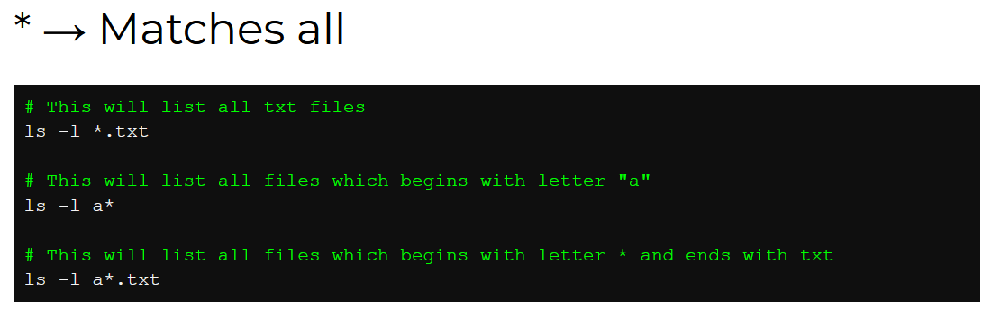 * → Matches all
# This will list all txt files
ls -l *.txt
# This will list all files which begins with letter "a"
ls -l a*
# This will list all files which begins with letter * and ends with txt
ls -l a*.txt